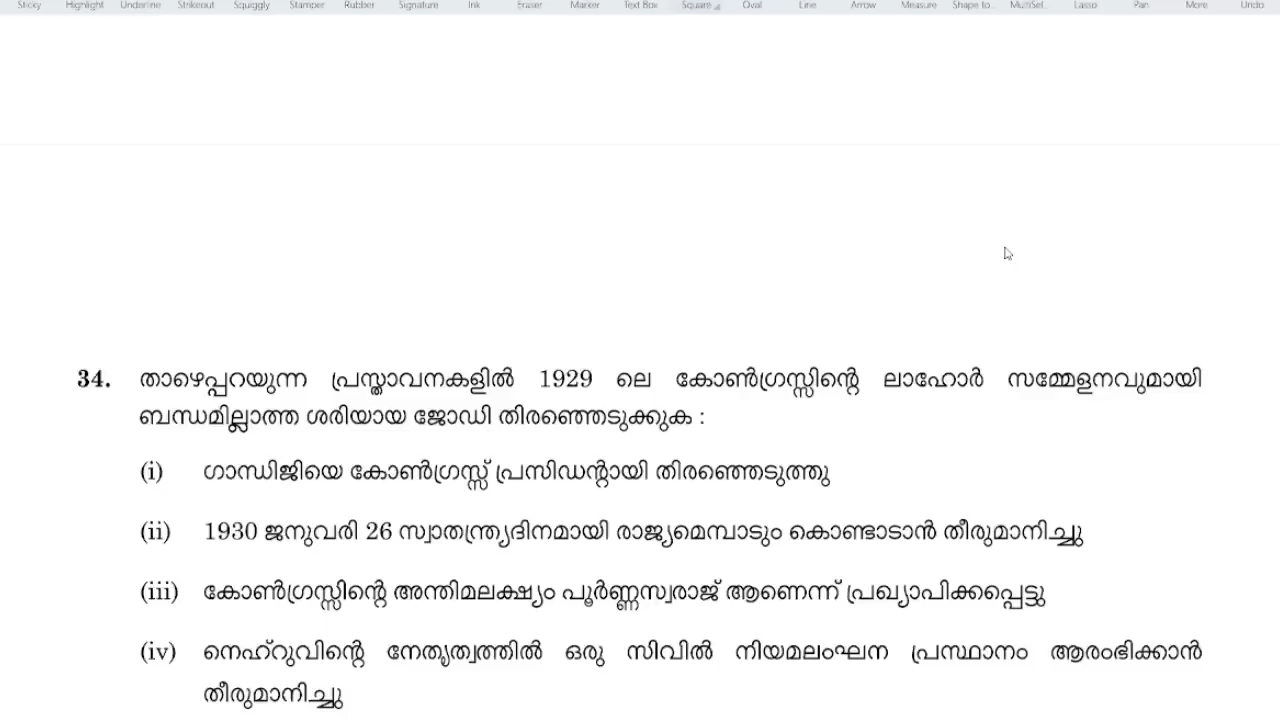 Sticky Highlight Underline Strikeout Squiggly Stamper Rubber Signature Ink Eraser Marker Text Box Square Oval Line Arrow Measure Shape to... MultiSel... Lasso Pan More Undo
34. താഴെപ്പറയുന്ന പ്രസ്താവനകളിൽ 1929 ലെ കോൺഗ്രസ്സിന്റെ ലാഹോർ സമ്മേളനവുമായി
ബന്ധമില്ലാത്ത ശരിയായ ജോഡി തിരഞ്ഞെടുക്കുക :
(i) ഗാന്ധിജിയെ കോൺഗ്രസ്സ് പ്രസിഡന്റായി തിരഞ്ഞെടുത്തു
(ii) 1930 ജനുവരി 26 സ്വാതന്ത്ര്യദിനമായി രാജ്യമെമ്പാടും കൊണ്ടാടാൻ തീരുമാനിച്ചു
(iii) കോൺഗ്രസ്സിന്റെ അന്തിമലക്ഷ്യം പൂർണ്ണസ്വരാജ് ആണെന്ന് പ്രഖ്യാപിക്കപ്പെട്ടു
(iv) നെഹ്റുവിന്റെ നേതൃത്വത്തിൽ ഒരു സിവിൽ നിയമലംഘന പ്രസ്ഥാനം ആരംഭിക്കാൻ
തീരുമാനിച്ചു